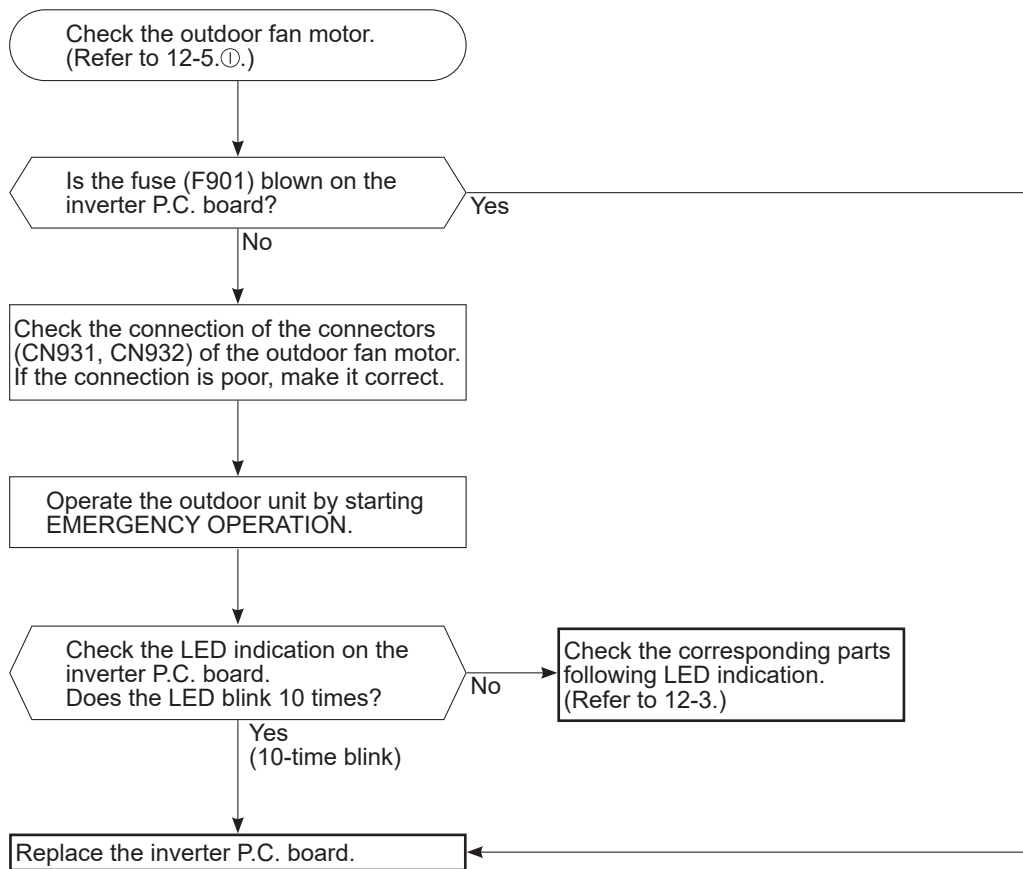 Check the outdoor fan motor.
(Refer to 12-5.Ⓘ.)
Is the fuse (F901) blown on the
inverter P.C. board?
Yes
No
Check the connection of the connectors
(CN931, CN932) of the outdoor fan motor.
If the connection is poor, make it correct.
Operate the outdoor unit by starting
EMERGENCY OPERATION.
Check the LED indication on the
inverter P.C. board.
Does the LED blink 10 times?
No
Check the corresponding parts
following LED indication.
(Refer to 12-3.)
Yes
(10-time blink)
Replace the inverter P.C. board.